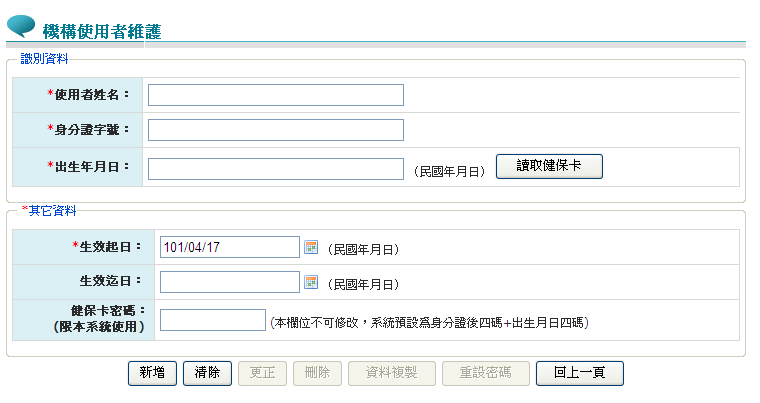 機構使用者維護
識別資料
*使用者姓名：
*身分證字號：
*出生年月日： （民國年月日） 讀取健保卡
*其它資料
*生效起日： 101/04/17 （民國年月日）
生效迄日： （民國年月日）
健保卡密碼：
(限本系統使用) (本欄位不可修改，系統預設為身分證後四碼+出生月日四碼)
新增 清除 更正 刪除 資料複製 重設密碼 回上一頁